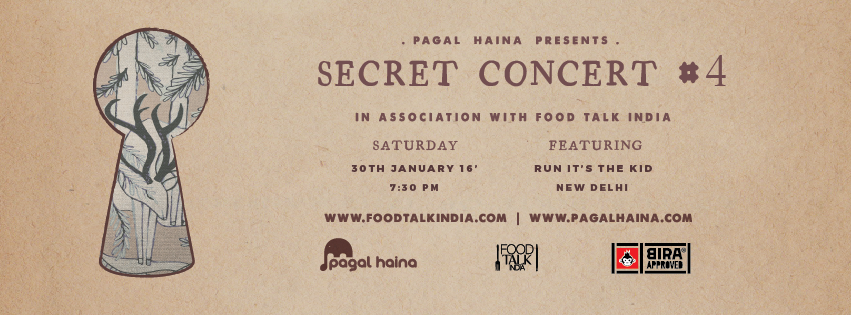 . PAGAL HAINA PRESENTS .
SECRET CONCERT #4
IN ASSOCIATION WITH FOOD TALK INDIA
SATURDAY
30TH JANUARY 16'
7:30 PM
FEATURING
RUN IT'S THE KID
NEW DELHI
WWW.FOODTALKINDIA.COM | WWW.PAGALHAINA.COM
pagal haina
FOOD
TALK
INDIA
BIRA®
APPROVED